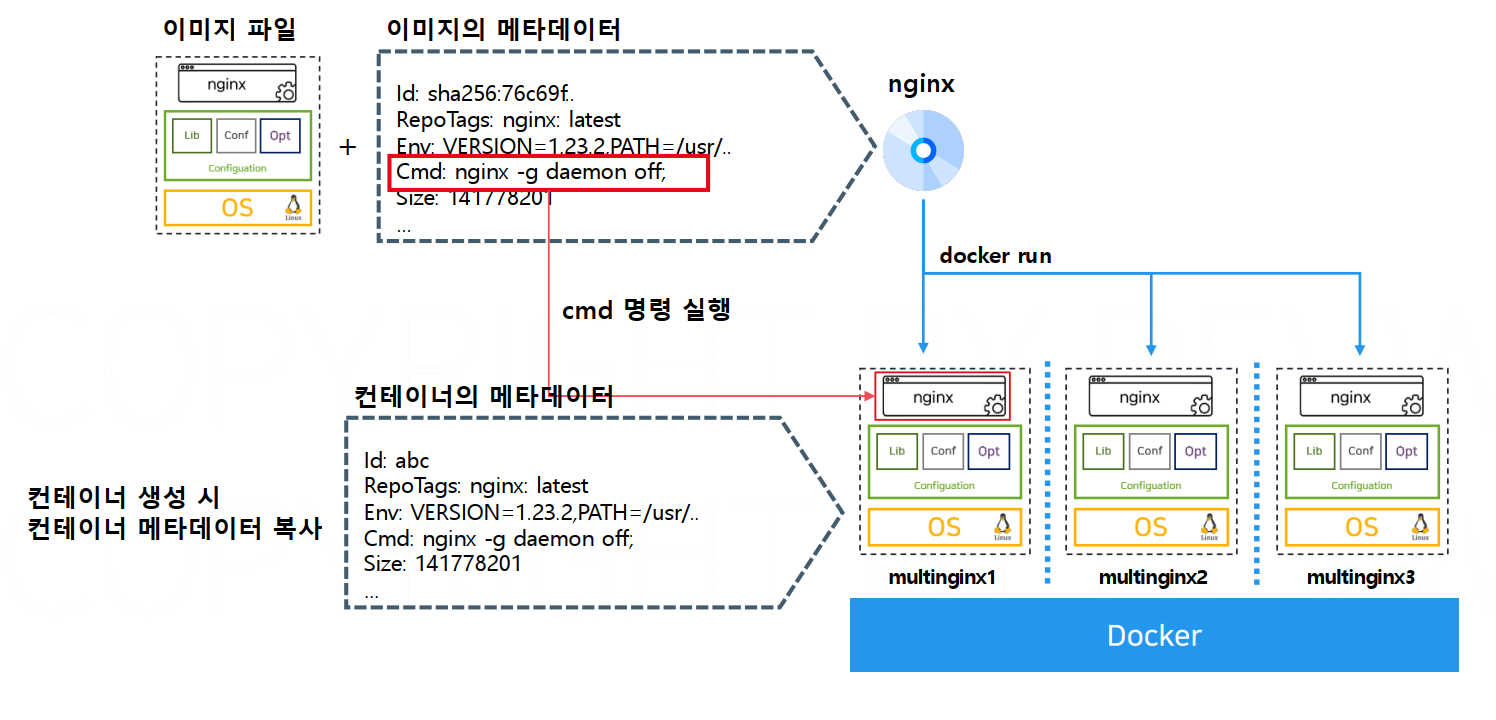 이미지 파일
이미지의 메타데이터
nginx
Lib
Conf
Opt
Configuation
OS
Linux
+
Id: sha256:76c69f..
RepoTags: nginx: latest
Env: VERSION=1.23.2,PATH=/usr/..
Cmd: nginx -g daemon off;
Size: 141778201
...
nginx
docker run
cmd 명령 실행
컨테이너의 메타데이터
컨테이너 생성 시
컨테이너 메타데이터 복사
Id: abc
RepoTags: nginx: latest
Env: VERSION=1.23.2,PATH=/usr/..
Cmd: nginx -g daemon off;
Size: 141778201
...
nginx
Lib
Conf
Opt
Configuation
OS
Linux
multinginx1
nginx
Lib
Conf
Opt
Configuation
OS
Linux
multinginx2
nginx
Lib
Conf
Opt
Configuation
OS
Linux
multinginx3
Docker